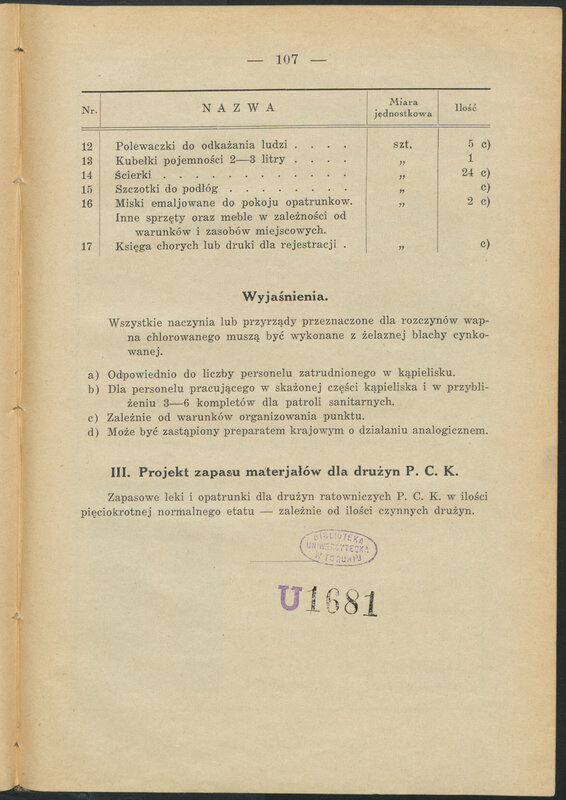 — 107 —
Nr. NAZWA Miara jednostkowa Ilość
12 Polewaczki do odkażania ludzi . . . . szt. 5 c)
13 Kubełki pojemności 2—3 litry . . . . „ 1
14 Ścierki . . . . . . . . . . . . „ 24 c)
15 Szczotki do podłóg . . . . . . . . „ c)
16 Miski emaljowane do pokoju opatrunkow. „ 2 c)
Inne sprzęty oraz meble w zależności od
warunków i zasobów miejscowych.
17 Księga chorych lub druki dla rejestracji . „ c)
Wyjaśnienia.
Wszystkie naczynia lub przyrządy przeznaczone dla rozczynów wap-
na chlorowanego muszą być wykonane z żelaznej blachy cynko-
wanej.
a) Odpowiednio do liczby personelu zatrudnionego w kąpielisku.
b) Dla personelu pracującego w skażonej części kąpieliska i w przybli-
żeniu 3—6 kompletów dla patroli sanitarnych.
c) Zależnie od warunków organizowania punktu.
d) Może być zastąpiony preparatem krajowym o działaniu analogicznem.
III. Projekt zapasu materjałów dla drużyn P. C. K.
Zapasowe leki i opatrunki dla drużyn ratowniczych P. C. K. w ilości
pięciokrotnej normalnego etatu — zależnie od ilości czynnych drużyn.
BIBLIOTEKA
UNIWERSYTECKA
W TORUNIU
U1681